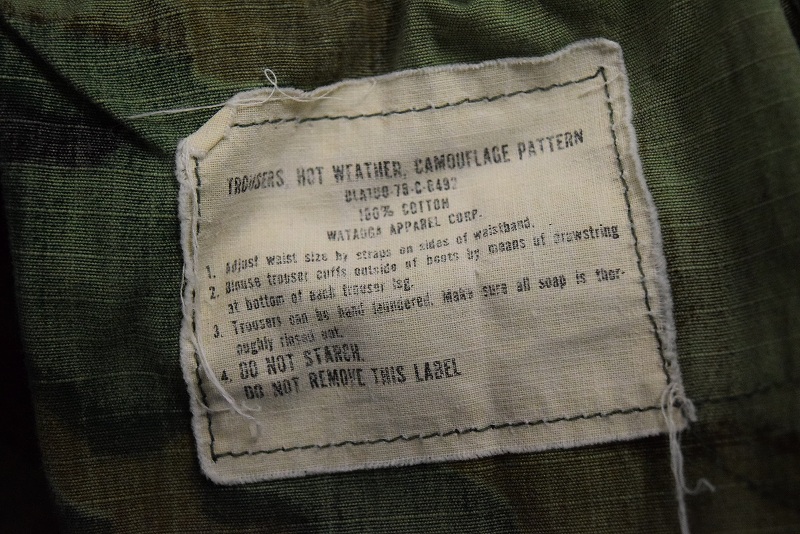 TROUSERS, HOT WEATHER, CAMOUFLAGE PATTERN
DLA100-78-C-0492
100% COTTON
WATAUGA APPAREL CORP.
1. Adjust waist size by straps on sides of waistband.
2. Blouse trouser cuffs outside of boots by means of drawstring
at bottom of each trouser leg.
3. Trousers can be hand laundered. Make sure all soap is thor-
oughly rinsed out.
4. DO NOT STARCH.
DO NOT REMOVE THIS LABEL